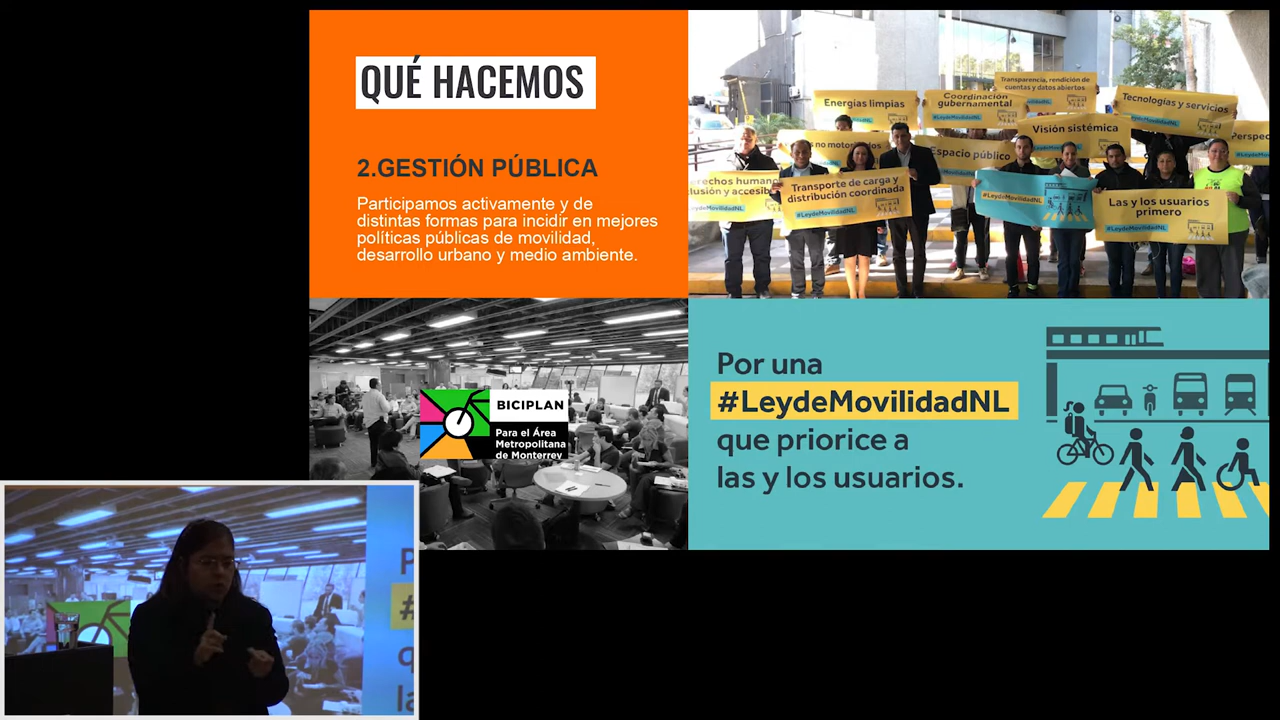 QUÉ HACEMOS
2.GESTIÓN PÚBLICA
Participamos activamente y de
distintas formas para incidir en mejores
políticas públicas de movilidad,
desarrollo urbano y medio ambiente.
Transparencia, rendición de
cuentas y datos abiertos
Energías limpias
Coordinación
gubernamental
#LeydeMovilidadNL
Tecnologías y servicios
Visión sistémica
Espacio público
Transporte de carga y
distribución coordinada
#LeydeMovilidadNL
#LeydeMovilidadNL
Las y los usuarios
primero
#LeydeMovilidadNL
BICIPLAN
Para el Área
Metropolitana
de Monterrey
Por una
#LeydeMovilidadNL
que priorice a
las y los usuarios.